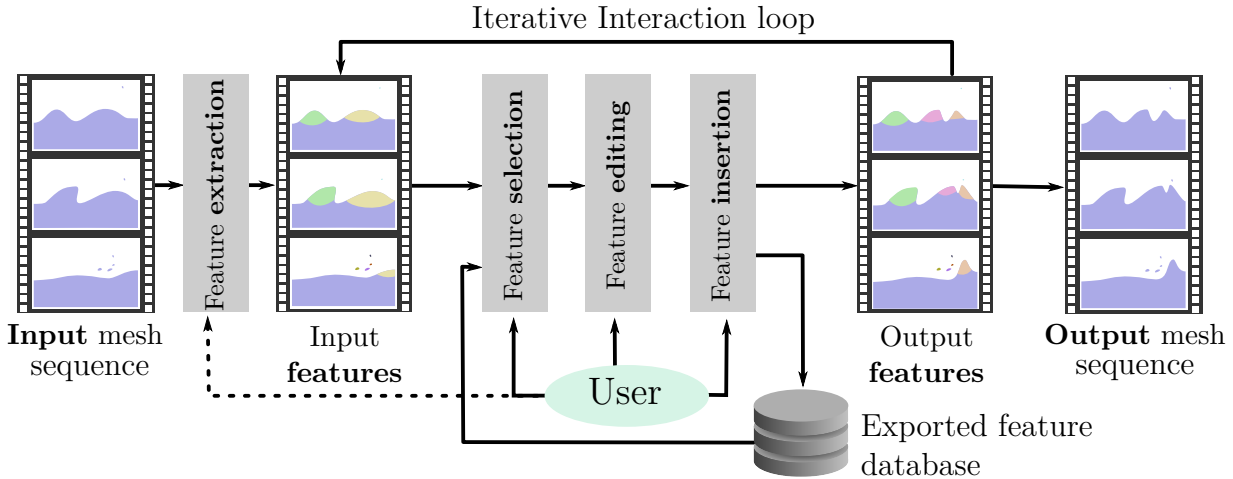 Iterative Interaction loop
Feature extraction
Feature selection
Feature editing
Feature insertion
Input mesh
sequence
Input
features
Output
features
Output mesh
sequence
User
Exported feature
database